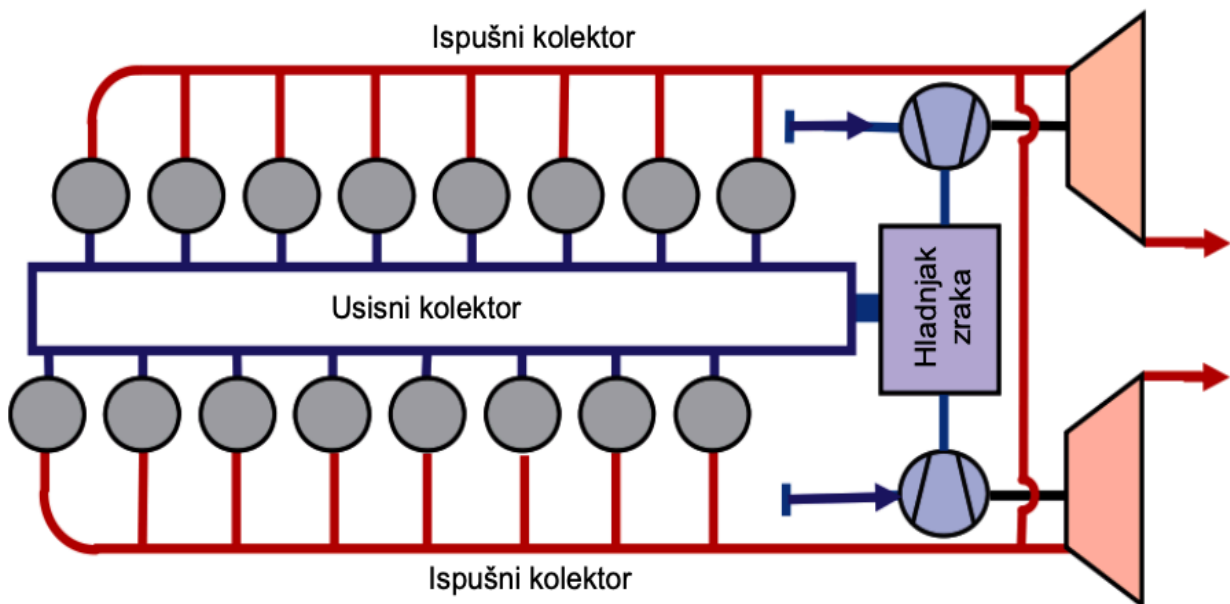 Ispušni kolektor
Usisni kolektor
Hladnjak
zraka
Ispušni kolektor